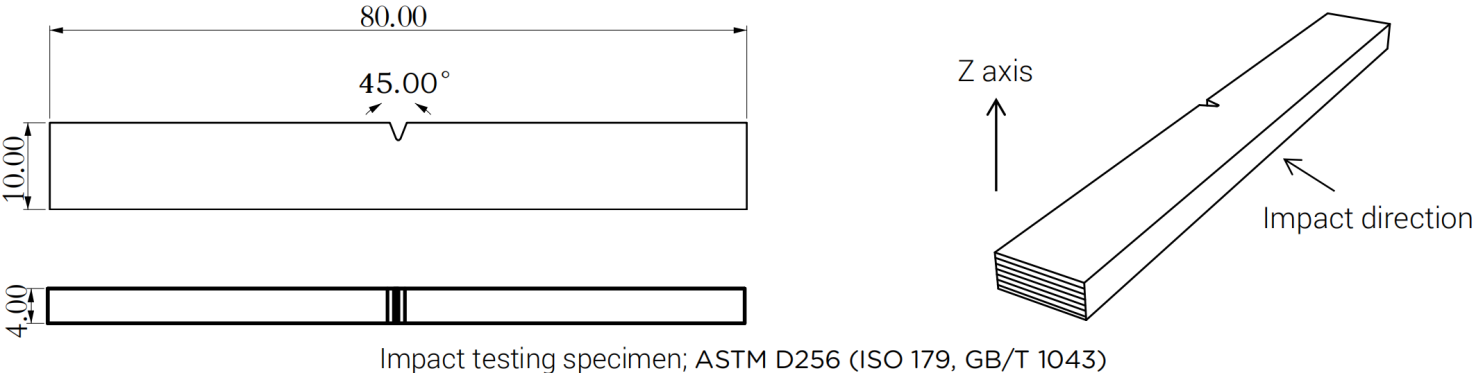 80.00
45.00°
10.00
4.00
Z axis
Impact direction
Impact testing specimen; ASTM D256 (ISO 179, GB/T 1043)